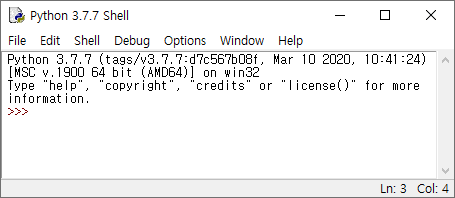 Python 3.7.7 Shell
File Edit Shell Debug Options Window Help
Python 3.7.7 (tags/v3.7.7:d7c567b08f, Mar 10 2020, 10:41:24)
[MSC v.1900 64 bit (AMD64)] on win32
Type "help", "copyright", "credits" or "license()" for more
information.
>>>
Ln: 3 Col: 4